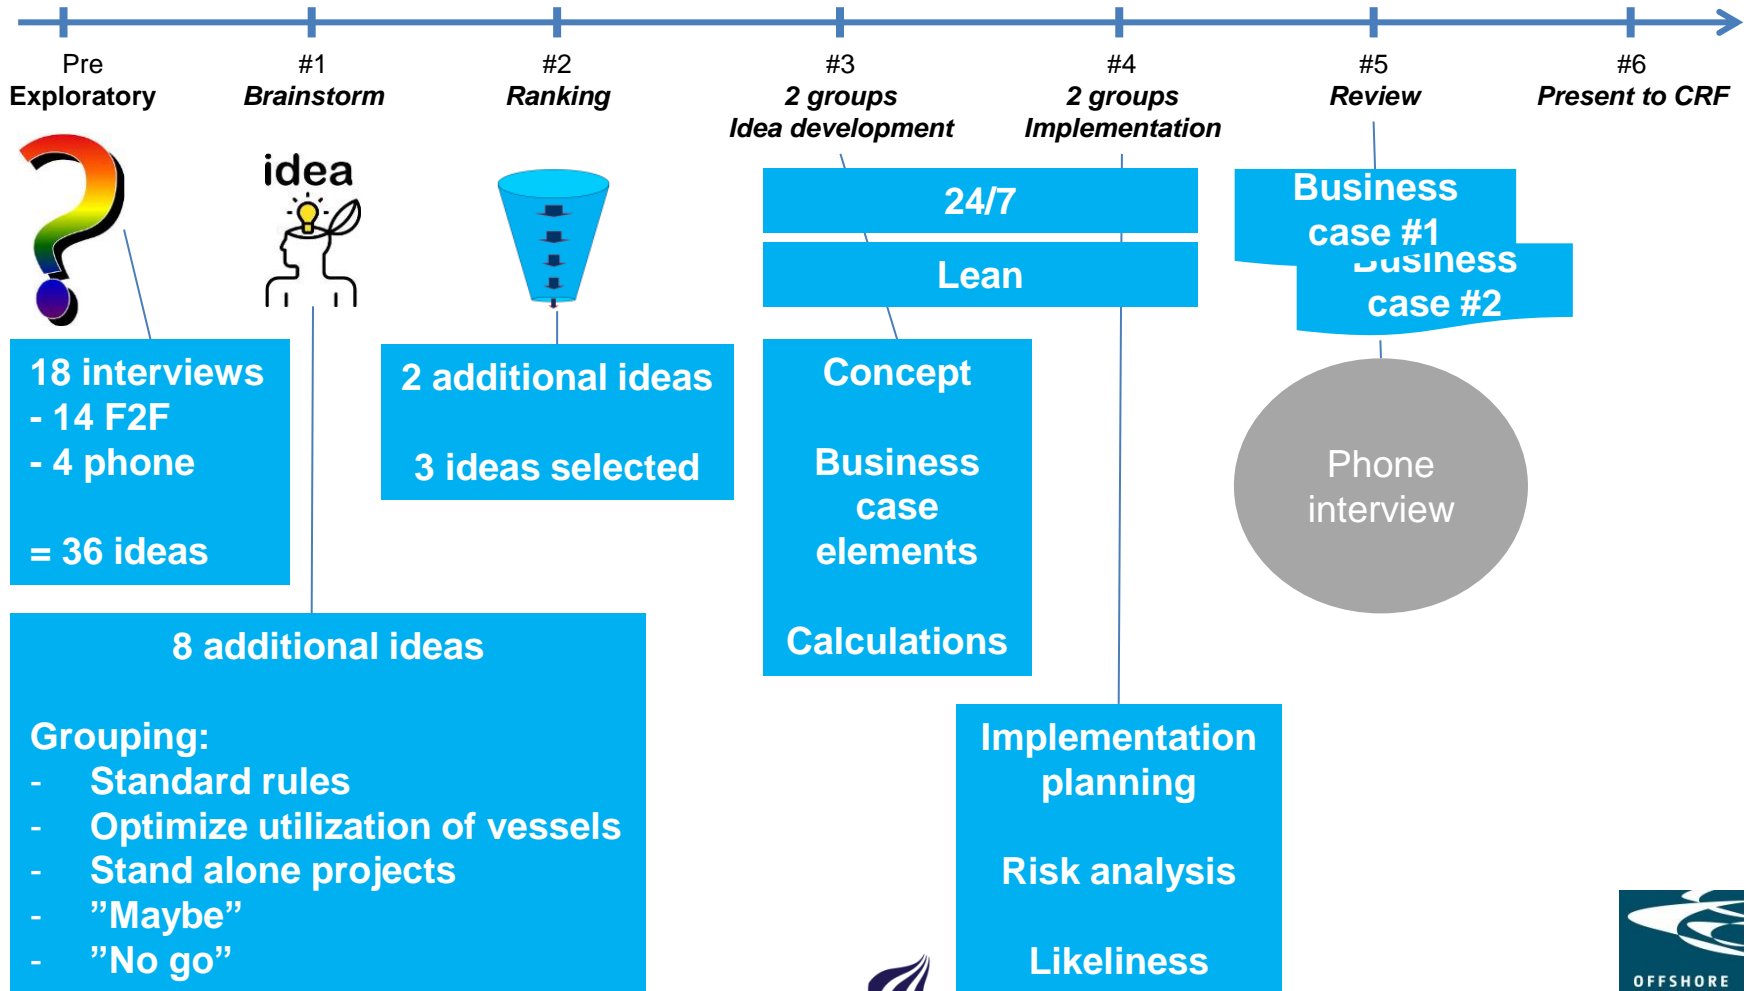 Pre
Exploratory
#1
Brainstorm
#2
Ranking
#3
2 groups
Idea development
#4
2 groups
Implementation
#5
Review
#6
Present to CRF
idea
24/7
Lean
Business
case #1
Business
case #2
18 interviews
- 14 F2F
- 4 phone
= 36 ideas
2 additional ideas
3 ideas selected
Concept
Business
case
elements
Calculations
Phone
interview
8 additional ideas
Grouping:
- Standard rules
- Optimize utilization of vessels
- Stand alone projects
- ”Maybe”
- ”No go”
Implementation
planning
Risk analysis
Likeliness
OFFSHORE